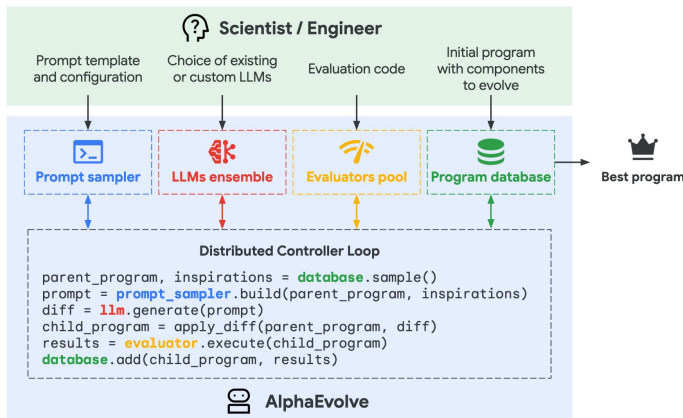 Scientist / Engineer
Prompt template
and configuration
Choice of existing
or custom LLMs
Evaluation code
Initial program
with components
to evolve
Prompt sampler
LLMs ensemble
Evaluators pool
Program database
Best program
Distributed Controller Loop
parent_program, inspirations = database.sample()
prompt = prompt_sampler.build(parent_program, inspirations)
diff = llm.generate(prompt)
child_program = apply_diff(parent_program, diff)
results = evaluator.execute(child_program)
database.add(child_program, results)
AlphaEvolve